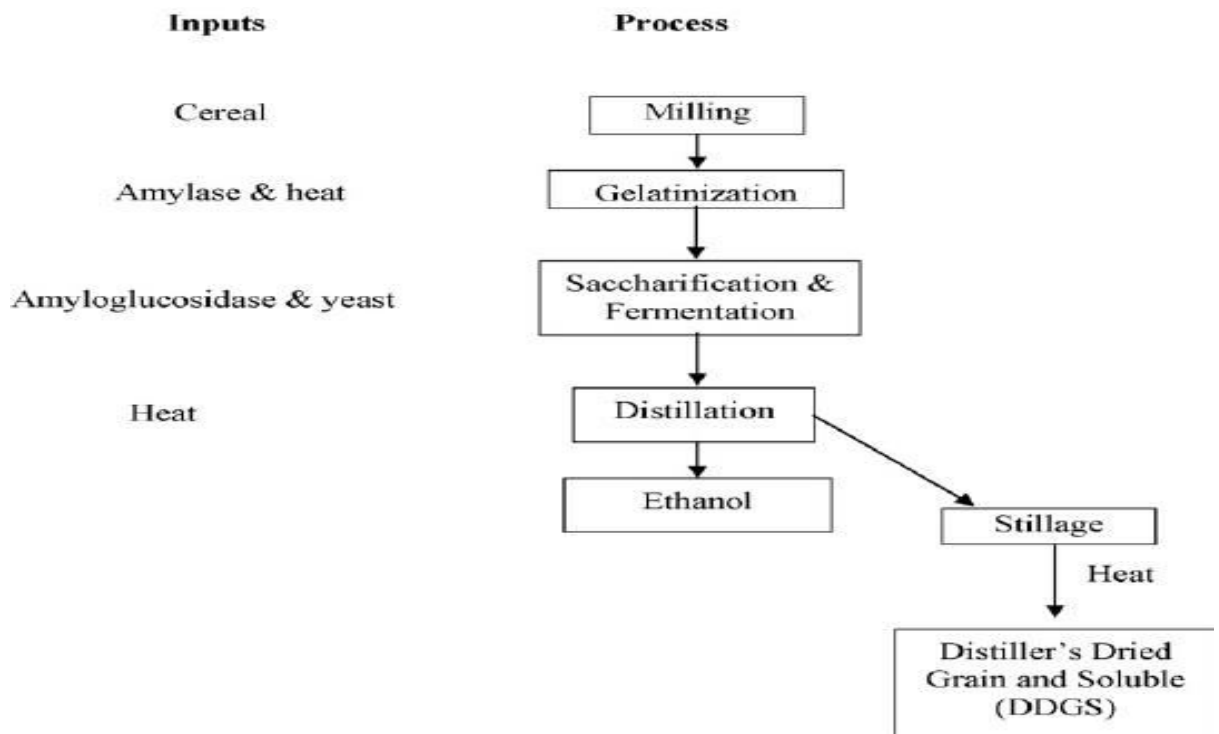 Inputs Process
Cereal Milling
Amylase & heat Gelatinization
Amyloglucosidase & yeast Saccharification &
Fermentation
Heat Distillation
Ethanol
Stillage
Heat
Distiller's Dried
Grain and Soluble
(DDGS)